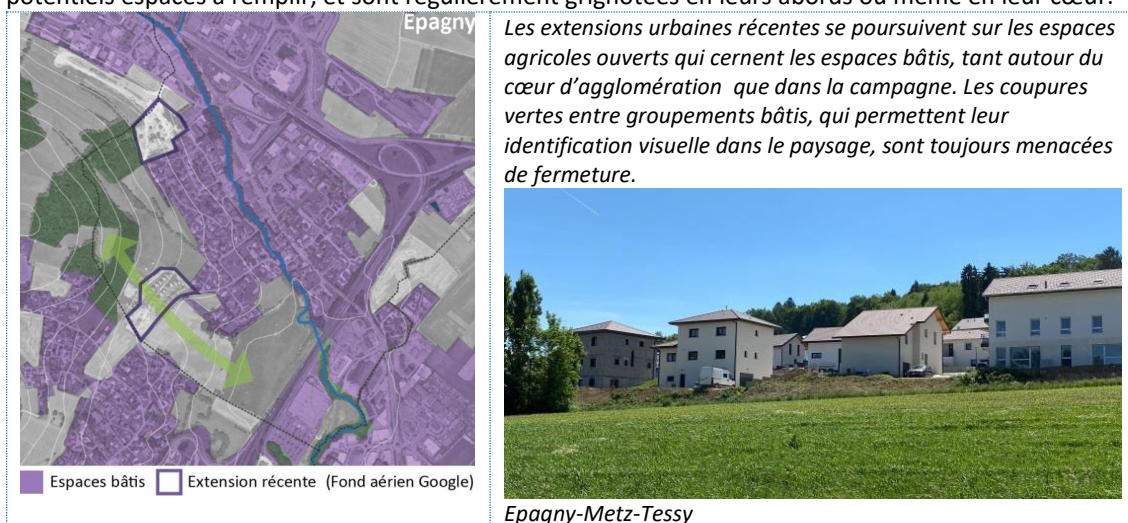 potentiels espaces à remplir, et sont régulièrement grignotées en leurs abords ou même en leur cœur.
Epagny
Espaces bâtis Extension récente (Fond aérien Google)
Les extensions urbaines récentes se poursuivent sur les espaces
agricoles ouverts qui cernent les espaces bâtis, tant autour du
cœur d’agglomération que dans la campagne. Les coupures
vertes entre groupements bâtis, qui permettent leur
identification visuelle dans le paysage, sont toujours menacées
de fermeture.
Epagny-Metz-Tessy